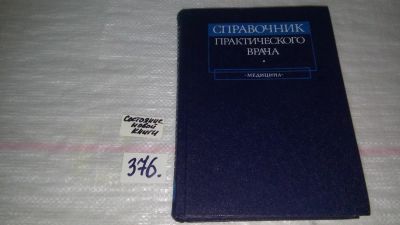 СПРАВОЧНИК
ПРАКТИЧЕСКОГО
ВРАЧА
•МЕДИЦИНА•
Состояние
новой
книги
376.